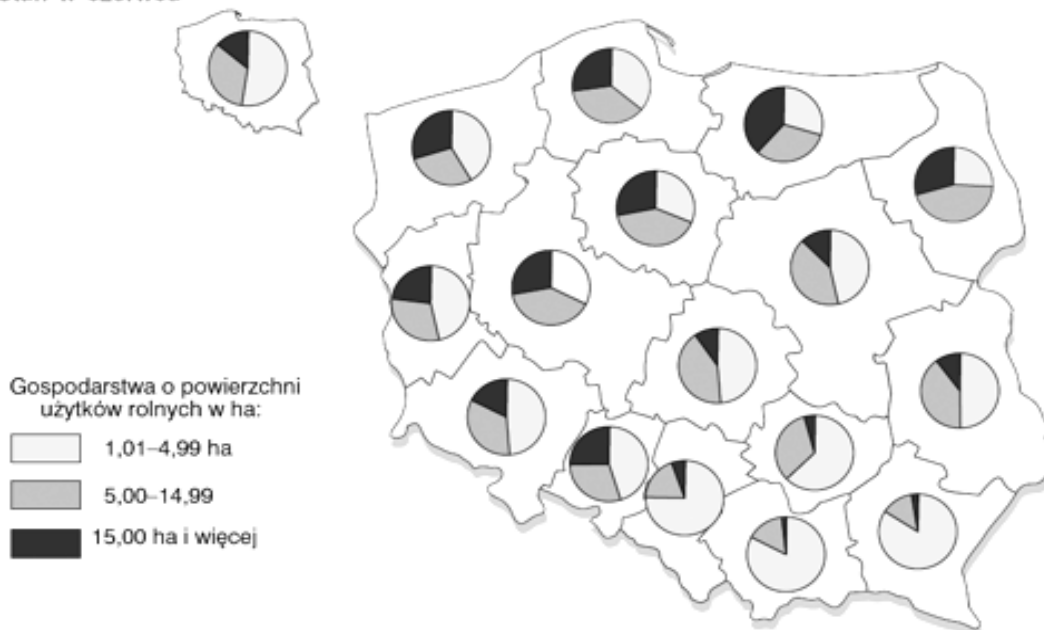 Gospodarstwa o powierzchni
użytków rolnych w ha:
1,01–4,99 ha
5,00–14,99
15,00 ha i więcej